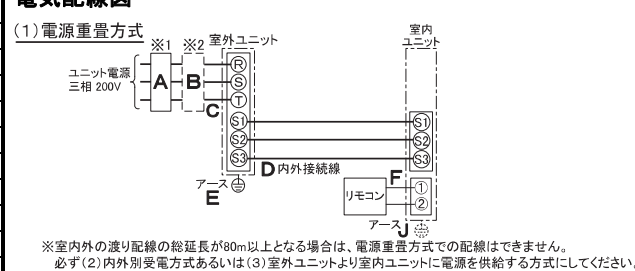 電気配線図
(1)電源重畳方式
※1 ※2 室外ユニット
室内
ユニット
ユニット電源
三相 200V
A B
R
S
T
C
S1 S1
S2 S2
S3 S3
D 内外接続線
アース
E
F
リモコン
①
②
アース J
※室内外の渡り配線の総延長が80m以上となる場合は、電源重畳方式での配線はできません。
必ず(2)内外別受電方式あるいは(3)室外ユニットより室内ユニットに電源を供給する方式にしてください。